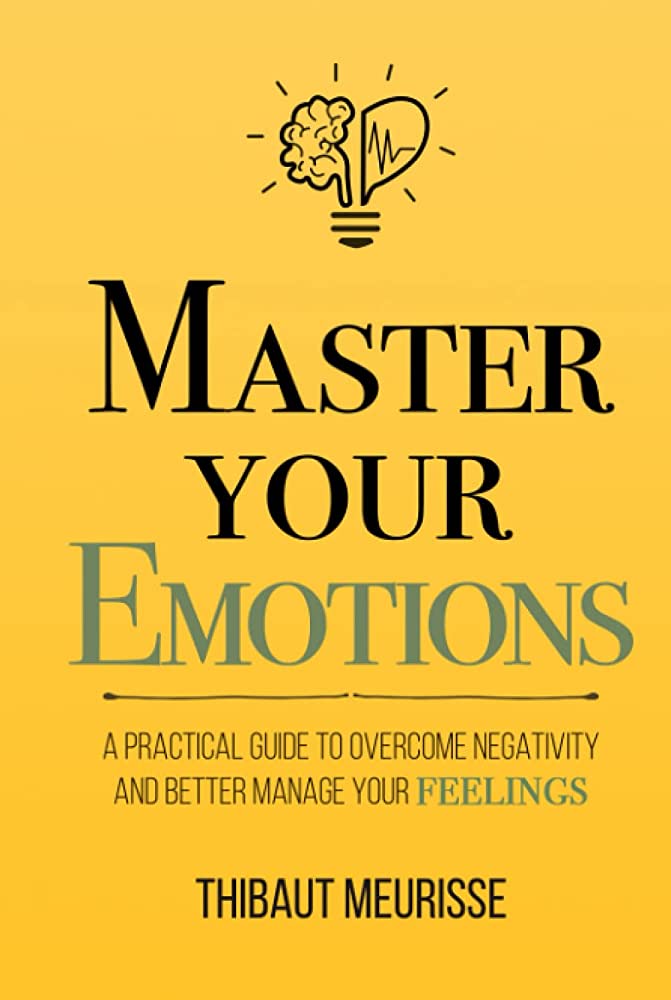 MASTER
YOUR
EMOTIONS
A PRACTICAL GUIDE TO OVERCOME NEGATIVITY
AND BETTER MANAGE YOUR FEELINGS
THIBAUT MEURISSE